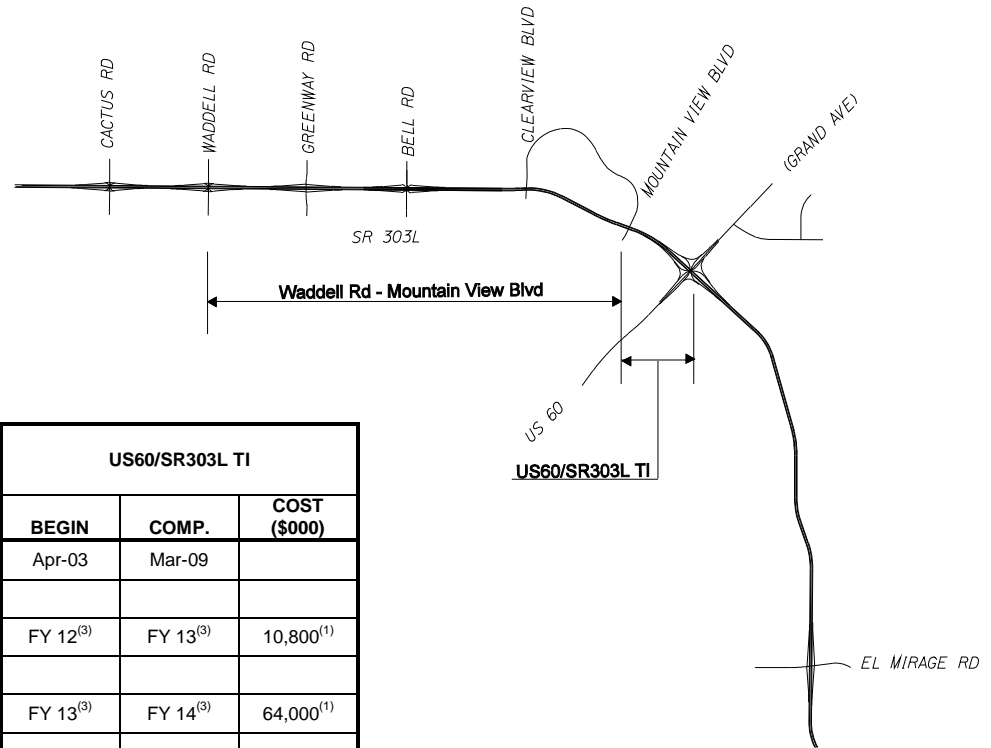 CACTUS RD
WADDELL RD
GREENWAY RD
BELL RD
CLEARVIEW BLVD
MOUNTAIN VIEW BLVD
(GRAND AVE)
SR 303L
Waddell Rd - Mountain View Blvd
US 60
US60/SR303L TI
EL MIRAGE RD
US60/SR303L TI
BEGIN COMP. COST ($000)
Apr-03 Mar-09
FY 12(3) FY 13(3) 10,800(1)
FY 13(3) FY 14(3) 64,000(1)